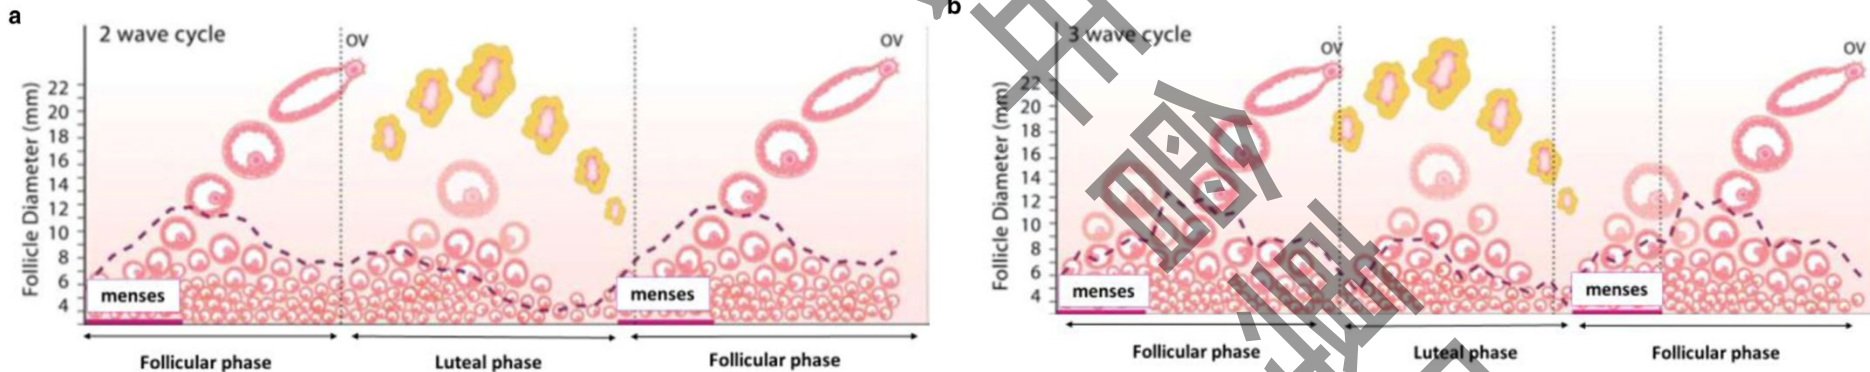 a
2 wave cycle
OV
OV
Follicle Diameter (mm)
22
20
18
16
14
12
10
8
6
4
menses
menses
Follicular phase
Luteal phase
Follicular phase
b
3 wave cycle
OV
OV
Follicle Diameter (mm)
22
20
18
16
14
12
10
8
6
4
menses
menses
Follicular phase
Luteal phase
Follicular phase